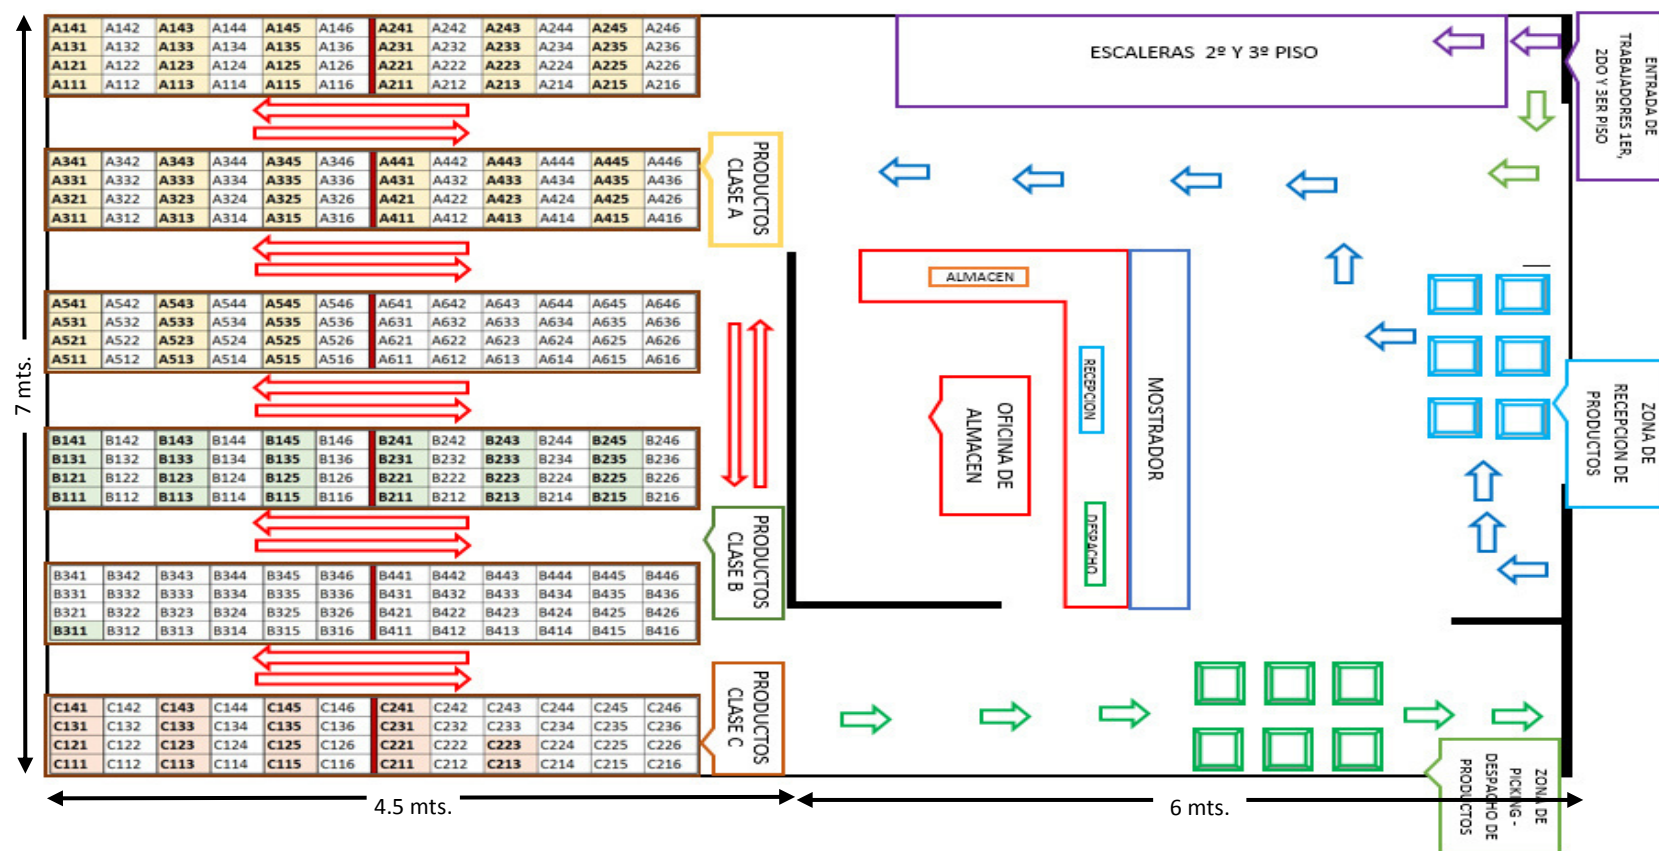 A141 A142 A143 A144 A145 A146 A241 A242 A243 A244 A245 A246
A131 A132 A133 A134 A135 A136 A231 A232 A233 A234 A235 A236
A121 A122 A123 A124 A125 A126 A221 A222 A223 A224 A225 A226
A111 A112 A113 A114 A115 A116 A211 A212 A213 A214 A215 A216
ESCALERAS 2º Y 3º PISO
ENTRADA DE
TRABAJADORES 1ER,
2DO Y 3ER PISO
A341 A342 A343 A344 A345 A346 A441 A442 A443 A444 A445 A446
A331 A332 A333 A334 A335 A336 A431 A432 A433 A434 A435 A436
A321 A322 A323 A324 A325 A326 A421 A422 A423 A424 A425 A426
A311 A312 A313 A314 A315 A316 A411 A412 A413 A414 A415 A416
PRODUCTOS
CLASE A
A541 A542 A543 A544 A545 A546 A641 A642 A643 A644 A645 A646
A531 A532 A533 A534 A535 A536 A631 A632 A633 A634 A635 A636
A521 A522 A523 A524 A525 A526 A621 A622 A623 A624 A625 A626
A511 A512 A513 A514 A515 A516 A611 A612 A613 A614 A615 A616
ALMACEN
RECEPCION
DESPACHO
MOSTRADOR
OFICINA DE
ALMACEN
ZONA DE
RECEPCION DE
PRODUCTOS
7 mts.
B141 B142 B143 B144 B145 B146 B241 B242 B243 B244 B245 B246
B131 B132 B133 B134 B135 B136 B231 B232 B233 B234 B235 B236
B121 B122 B123 B124 B125 B126 B221 B222 B223 B224 B225 B226
B111 B112 B113 B114 B115 B116 B211 B212 B213 B214 B215 B216
PRODUCTOS
CLASE B
B341 B342 B343 B344 B345 B346 B441 B442 B443 B444 B445 B446
B331 B332 B333 B334 B335 B336 B431 B432 B433 B434 B435 B436
B321 B322 B323 B324 B325 B326 B421 B422 B423 B424 B425 B426
B311 B312 B313 B314 B315 B316 B411 B412 B413 B414 B415 B416
PRODUCTOS
CLASE C
C141 C142 C143 C144 C145 C146 C241 C242 C243 C244 C245 C246
C131 C132 C133 C134 C135 C136 C231 C232 C233 C234 C235 C236
C121 C122 C123 C124 C125 C126 C221 C222 C223 C224 C225 C226
C111 C112 C113 C114 C115 C116 C211 C212 C213 C214 C215 C216
ZONA DE
PICKING -
DESPACHO DE
PRODUCTOS
4.5 mts.
6 mts.